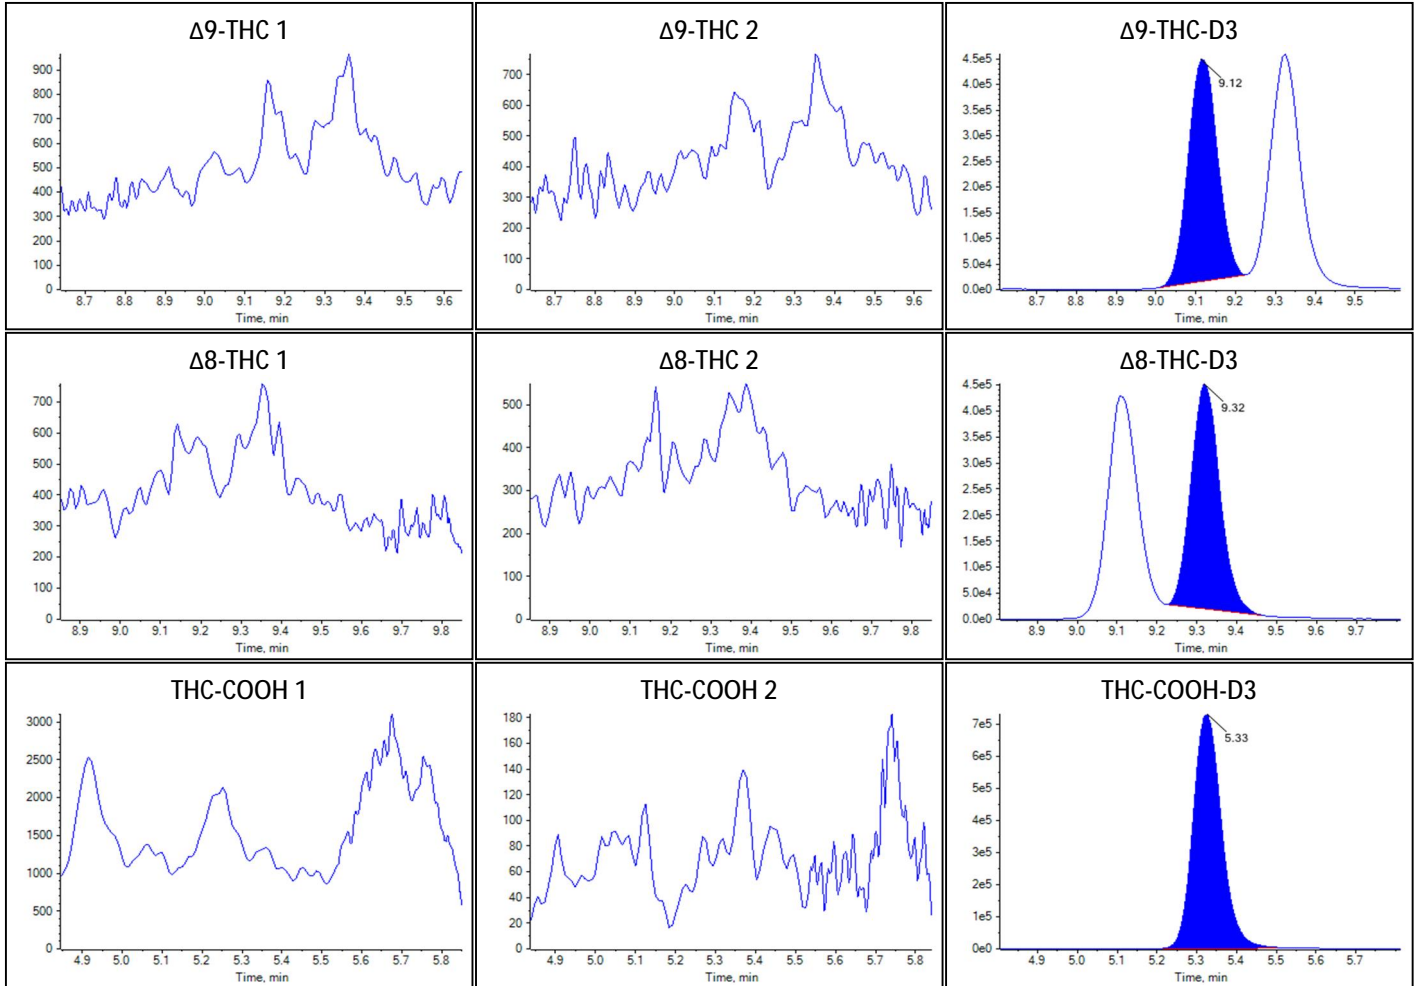 Δ9-THC 1
900
800
700
600
500
400
300
200
100
0
8.7 8.8 8.9 9.0 9.1 9.2 9.3 9.4 9.5 9.6
Time, min
Δ9-THC 2
700
600
500
400
300
200
100
0
8.7 8.8 8.9 9.0 9.1 9.2 9.3 9.4 9.5 9.6
Time, min
Δ9-THC-D3
4.5e5
4.0e5
3.5e5
3.0e5
2.5e5
2.0e5
1.5e5
1.0e5
5.0e4
0.0e0
9.12
8.7 8.8 8.9 9.0 9.1 9.2 9.3 9.4 9.5
Time, min
Δ8-THC 1
700
600
500
400
300
200
100
0
8.9 9.0 9.1 9.2 9.3 9.4 9.5 9.6 9.7 9.8
Time, min
Δ8-THC 2
500
400
300
200
100
0
8.9 9.0 9.1 9.2 9.3 9.4 9.5 9.6 9.7 9.8
Time, min
Δ8-THC-D3
4.5e5
4.0e5
3.5e5
3.0e5
2.5e5
2.0e5
1.5e5
1.0e5
5.0e4
0.0e0
9.32
8.9 9.0 9.1 9.2 9.3 9.4 9.5 9.6 9.7
Time, min
THC-COOH 1
3000
2500
2000
1500
1000
500
0
4.9 5.0 5.1 5.2 5.3 5.4 5.5 5.6 5.7 5.8
Time, min
THC-COOH 2
180
160
140
120
100
80
60
40
20
0
4.9 5.0 5.1 5.2 5.3 5.4 5.5 5.6 5.7 5.8
Time, min
THC-COOH-D3
7e5
6e5
5e5
4e5
3e5
2e5
1e5
0e0
5.33
4.9 5.0 5.1 5.2 5.3 5.4 5.5 5.6 5.7
Time, min